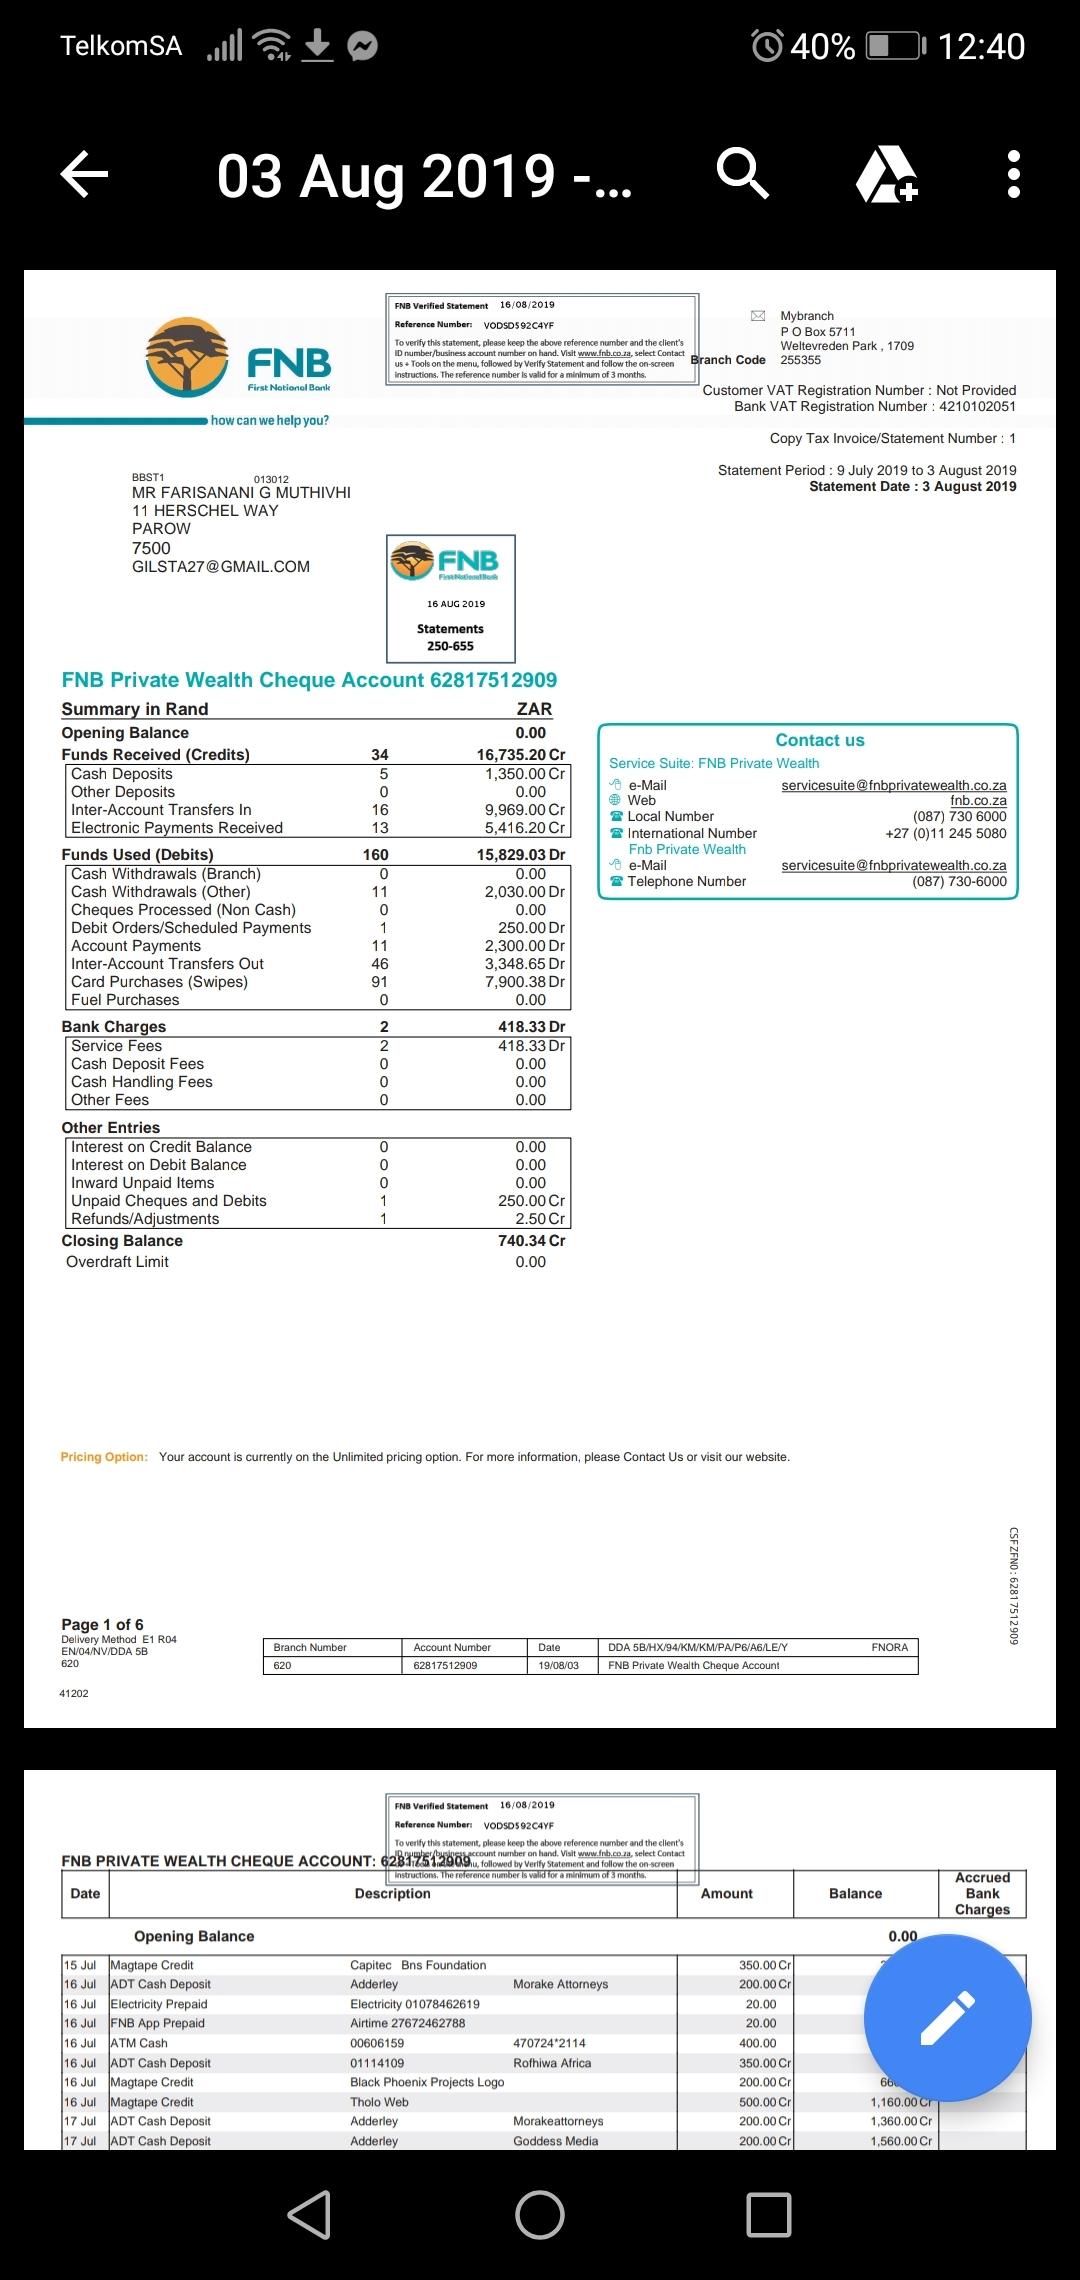 TelkomSA 40% 12:40
03 Aug 2019 -...
FNB
First National Bank
how can we help you?
FNB Verified Statement 16/08/2019
Reference Number: VODSD592C4YF
To verify this statement, please keep the above reference number and the client's
ID number/business account number on hand. Visit www.fnb.co.za, select Contact
us + Tools on the menu, followed by Verify Statement and follow the on-screen
instructions. The reference number is valid for a minimum of 3 months.
Mybranch
P O Box 5711
Weltevreden Park , 1709
Branch Code 255355
Customer VAT Registration Number : Not Provided
Bank VAT Registration Number : 4210102051
Copy Tax Invoice/Statement Number : 1
Statement Period : 9 July 2019 to 3 August 2019
Statement Date : 3 August 2019
BBST1 013012
MR FARISANANI G MUTHIVHI
11 HERSCHEL WAY
PAROW
7500
GILSTA27@GMAIL.COM
FNB
First National Bank
16 AUG 2019
Statements
250-655
FNB Private Wealth Cheque Account 62817512909
Summary in Rand ZAR
Opening Balance 0.00
Funds Received (Credits) 34 16,735.20 Cr
Cash Deposits 5 1,350.00 Cr
Other Deposits 0 0.00
Inter-Account Transfers In 16 9,969.00 Cr
Electronic Payments Received 13 5,416.20 Cr
Funds Used (Debits) 160 15,829.03 Dr
Cash Withdrawals (Branch) 0 0.00
Cash Withdrawals (Other) 11 2,030.00 Dr
Cheques Processed (Non Cash) 0 0.00
Debit Orders/Scheduled Payments 1 250.00 Dr
Account Payments 11 2,300.00 Dr
Inter-Account Transfers Out 46 3,348.65 Dr
Card Purchases (Swipes) 91 7,900.38 Dr
Fuel Purchases 0 0.00
Bank Charges 2 418.33 Dr
Service Fees 2 418.33 Dr
Cash Deposit Fees 0 0.00
Cash Handling Fees 0 0.00
Other Fees 0 0.00
Other Entries
Interest on Credit Balance 0 0.00
Interest on Debit Balance 0 0.00
Inward Unpaid Items 0 0.00
Unpaid Cheques and Debits 1 250.00 Cr
Refunds/Adjustments 1 2.50 Cr
Closing Balance 740.34 Cr
Overdraft Limit 0.00
Contact us
Service Suite: FNB Private Wealth
e-Mail servicesuite@fnbprivatewealth.co.za
Web fnb.co.za
Local Number (087) 730 6000
International Number +27 (0)11 245 5080
Fnb Private Wealth
e-Mail servicesuite@fnbprivatewealth.co.za
Telephone Number (087) 730-6000
Pricing Option: Your account is currently on the Unlimited pricing option. For more information, please Contact Us or visit our website.
CSFZFN0 : 62817512909
Page 1 of 6
Delivery Method E1 R04
EN/04/NV/DDA 5B
620
41202
Branch Number Account Number Date DDA 5B/HX/94/KM/KM/PA/P6/A6/LE/Y FNORA
620 62817512909 19/08/03 FNB Private Wealth Cheque Account
FNB Verified Statement 16/08/2019
Reference Number: VODSD592C4YF
To verify this statement, please keep the above reference number and the client's
ID number/business account number on hand. Visit www.fnb.co.za, select Contact
us + Tools on the menu, followed by Verify Statement and follow the on-screen
instructions. The reference number is valid for a minimum of 3 months.
FNB PRIVATE WEALTH CHEQUE ACCOUNT: 62817512909
Date Description Amount Balance Accrued Bank Charges
Opening Balance 0.00
15 Jul Magtape Credit Capitec Bns Foundation 350.00 Cr
16 Jul ADT Cash Deposit Adderley Morake Attorneys 200.00 Cr
16 Jul Electricity Prepaid Electricity 01078462619 20.00
16 Jul FNB App Prepaid Airtime 27672462788 20.00
16 Jul ATM Cash 00606159 470724*2114 400.00
16 Jul ADT Cash Deposit 01114109 Rofhiwa Africa 350.00 Cr
16 Jul Magtape Credit Black Phoenix Projects Logo 200.00 Cr
16 Jul Magtape Credit Tholo Web 500.00 Cr 1,160.00 Cr
17 Jul ADT Cash Deposit Adderley Morakeattorneys 200.00 Cr 1,360.00 Cr
17 Jul ADT Cash Deposit Adderley Goddess Media 200.00 Cr 1,560.00 Cr